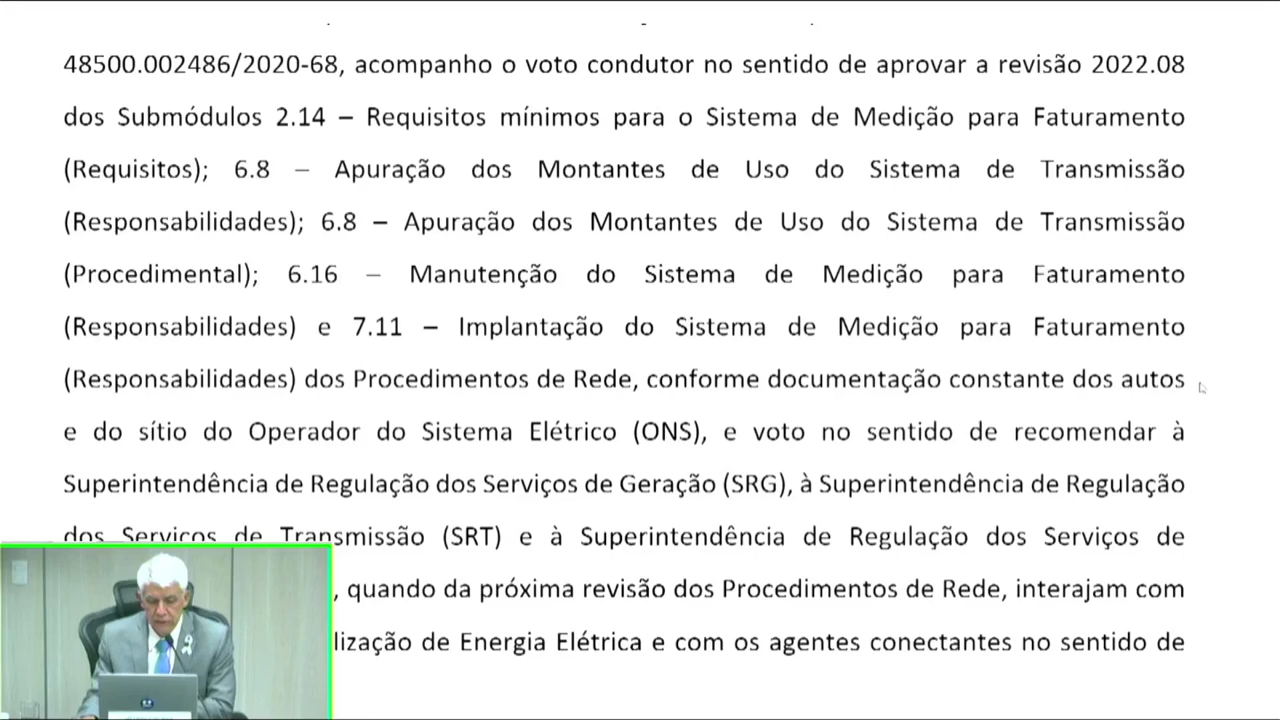 48500.002486/2020-68, acompanho o voto condutor no sentido de aprovar a revisão 2022.08
dos Submódulos 2.14 – Requisitos mínimos para o Sistema de Medição para Faturamento
(Requisitos); 6.8 – Apuração dos Montantes de Uso do Sistema de Transmissão
(Responsabilidades); 6.8 – Apuração dos Montantes de Uso do Sistema de Transmissão
(Procedimental); 6.16 – Manutenção do Sistema de Medição para Faturamento
(Responsabilidades) e 7.11 – Implantação do Sistema de Medição para Faturamento
(Responsabilidades) dos Procedimentos de Rede, conforme documentação constante dos autos
e do sítio do Operador do Sistema Elétrico (ONS), e voto no sentido de recomendar à
Superintendência de Regulação dos Serviços de Geração (SRG), à Superintendência de Regulação
dos Serviços de Transmissão (SRT) e à Superintendência de Regulação dos Serviços de
, quando da próxima revisão dos Procedimentos de Rede, interajam com
lização de Energia Elétrica e com os agentes conectantes no sentido de